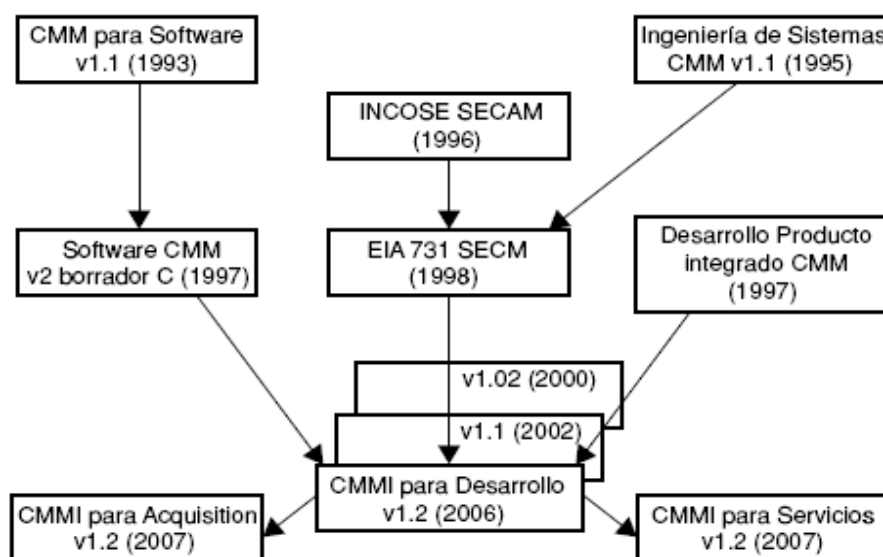 CMM para Software
v1.1 (1993)
Ingeniería de Sistemas
CMM v1.1 (1995)
INCOSE SECAM
(1996)
Software CMM
v2 borrador C (1997)
EIA 731 SECM
(1998)
Desarrollo Producto
integrado CMM
(1997)
v1.02 (2000)
v1.1 (2002)
CMMI para Desarrollo
v1.2 (2006)
CMMI para Acquisition
v1.2 (2007)
CMMI para Servicios
v1.2 (2007)